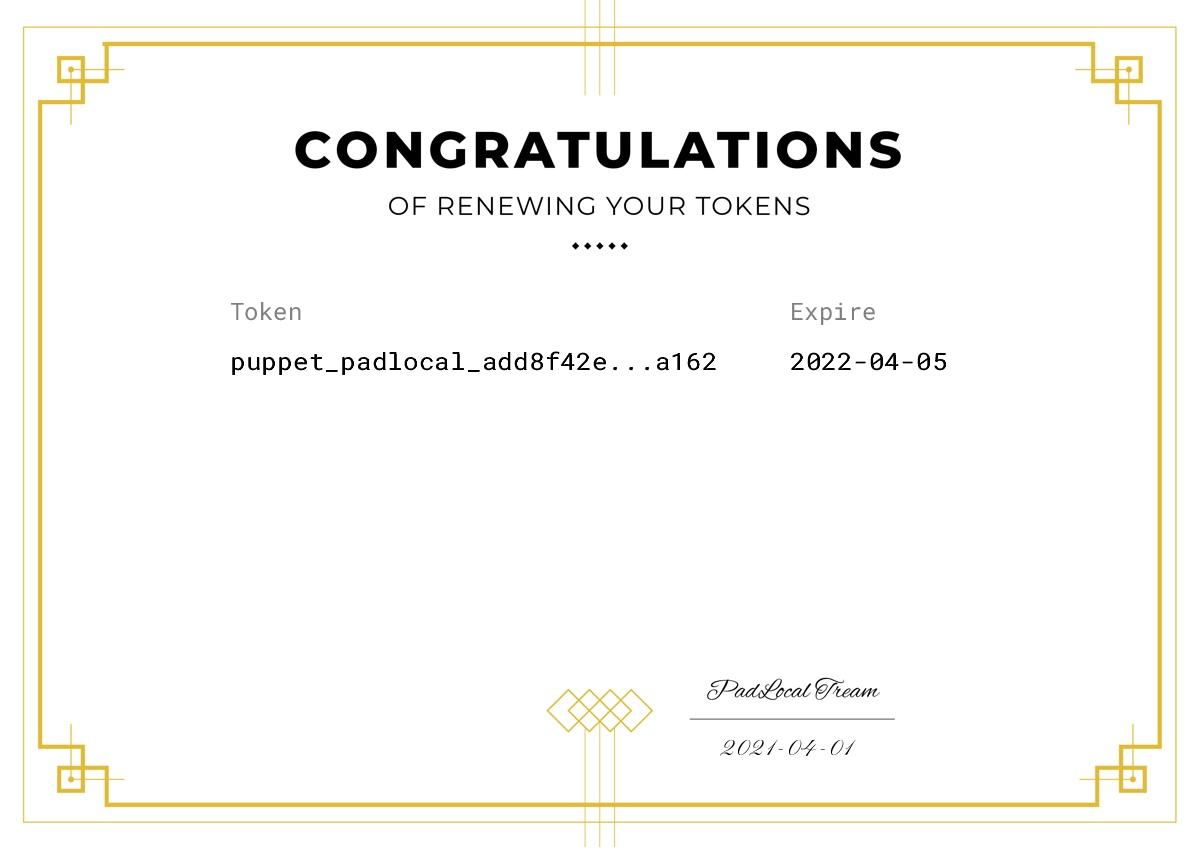 CONGRATULATIONS
OF RENEWING YOUR TOKENS
Token Expire
puppet_padlocal_add8f42e...a162 2022-04-05
PadLocal Tream
2021-04-01